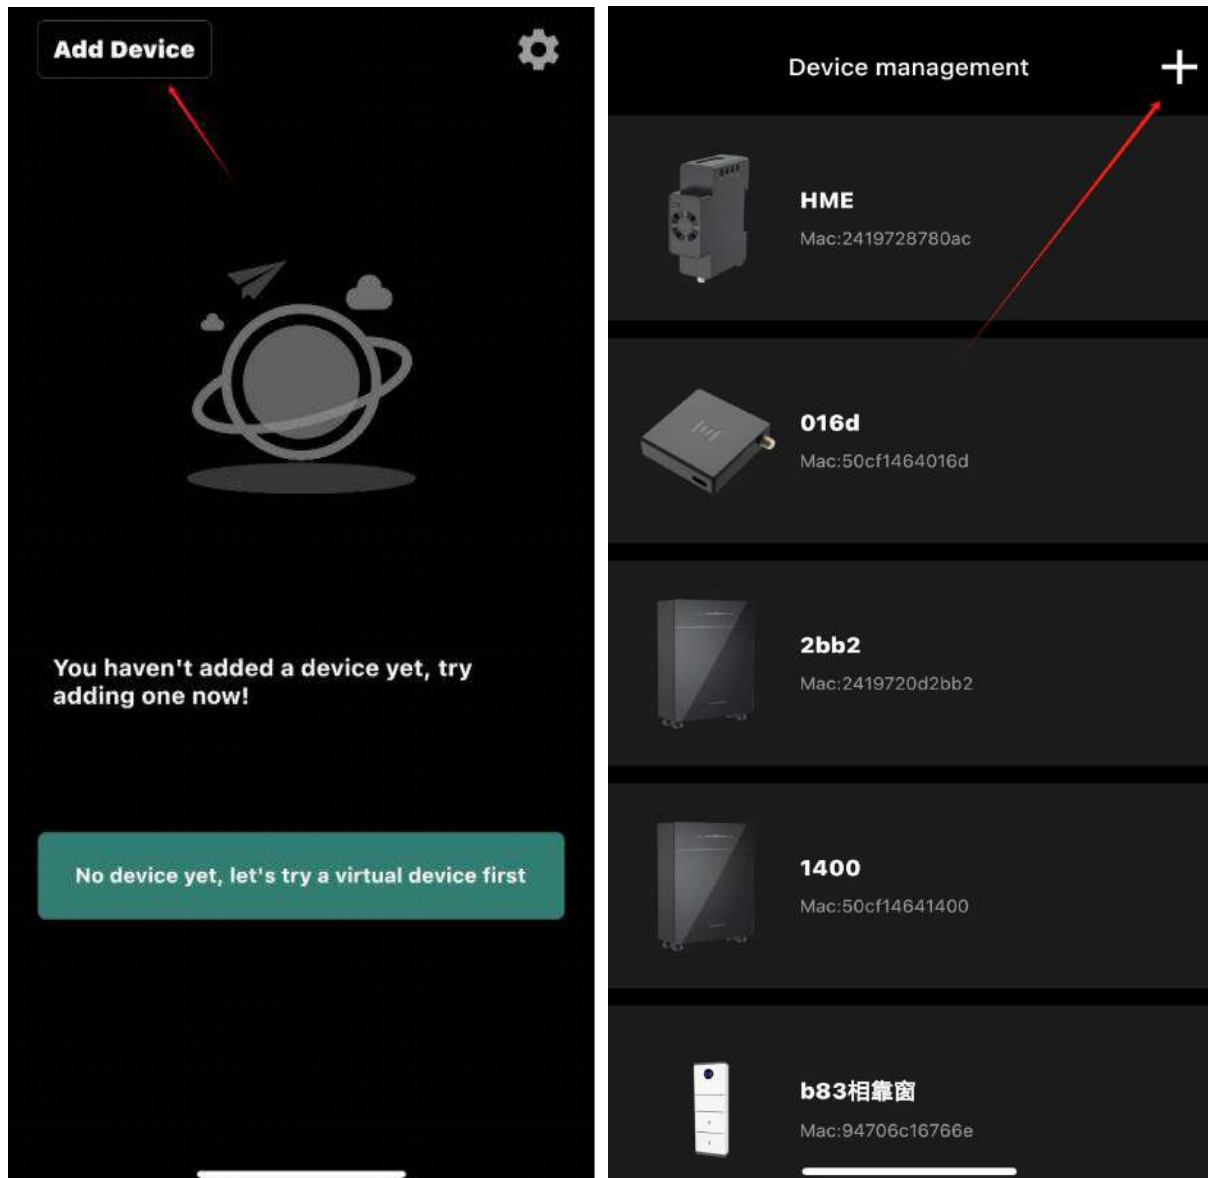 Add Device
You haven't added a device yet, try
adding one now!
No device yet, let's try a virtual device first
Device management
HME
Mac:2419728780ac
016d
Mac:50cf1464016d
2bb2
Mac:2419720d2bb2
1400
Mac:50cf14641400
b83相靠窗
Mac:94706c16766e